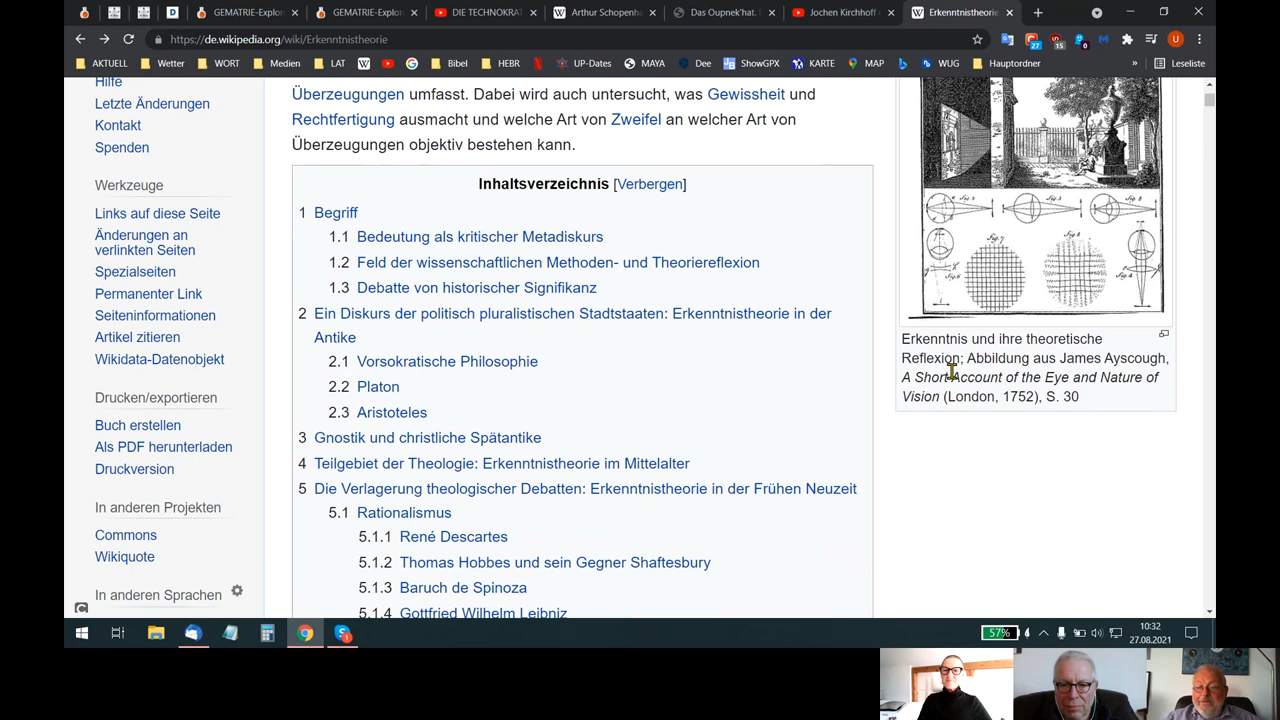 GEMATRIE-Explor
GEMATRIE-Explor
DIE TECHNOKRAT
Arthur Schopenha
Das Oupnek'hat.
Jochen Kirchhoff
Erkenntnistheorie
https://de.wikipedia.org/wiki/Erkenntnistheorie
27
15
0
U
AKTUELL
Wetter
WORT
Medien
LAT
Bibel
HEBR
UP-Dates
MAYA
Dee
ShowGPX
KARTE
MAP
WUG
Hauptordner
»
Leseliste
Hilfe
Letzte Änderungen
Kontakt
Spenden
Werkzeuge
Links auf diese Seite
Änderungen an
verlinkten Seiten
Spezialseiten
Permanenter Link
Seiteninformationen
Artikel zitieren
Wikidata-Datenobjekt
Drucken/exportieren
Buch erstellen
Als PDF herunterladen
Druckversion
In anderen Projekten
Commons
Wikiquote
In anderen Sprachen
Überzeugungen umfasst. Dabei wird auch untersucht, was Gewissheit und
Rechtfertigung ausmacht und welche Art von Zweifel an welcher Art von
Überzeugungen objektiv bestehen kann.
Inhaltsverzeichnis [Verbergen]
1 Begriff
1.1 Bedeutung als kritischer Metadiskurs
1.2 Feld der wissenschaftlichen Methoden- und Theoriereflexion
1.3 Debatte von historischer Signifikanz
2 Ein Diskurs der politisch pluralistischen Stadtstaaten: Erkenntnistheorie in der
Antike
2.1 Vorsokratische Philosophie
2.2 Platon
2.3 Aristoteles
3 Gnostik und christliche Spätantike
4 Teilgebiet der Theologie: Erkenntnistheorie im Mittelalter
5 Die Verlagerung theologischer Debatten: Erkenntnistheorie in der Frühen Neuzeit
5.1 Rationalismus
5.1.1 René Descartes
5.1.2 Thomas Hobbes und sein Gegner Shaftesbury
5.1.3 Baruch de Spinoza
5.1.4 Gottfried Wilhelm Leibniz
Erkenntnis und ihre theoretische
Reflexion; Abbildung aus James Ayscough,
A Short Account of the Eye and Nature of
Vision (London, 1752), S. 30
57%
10:32
27.08.2021